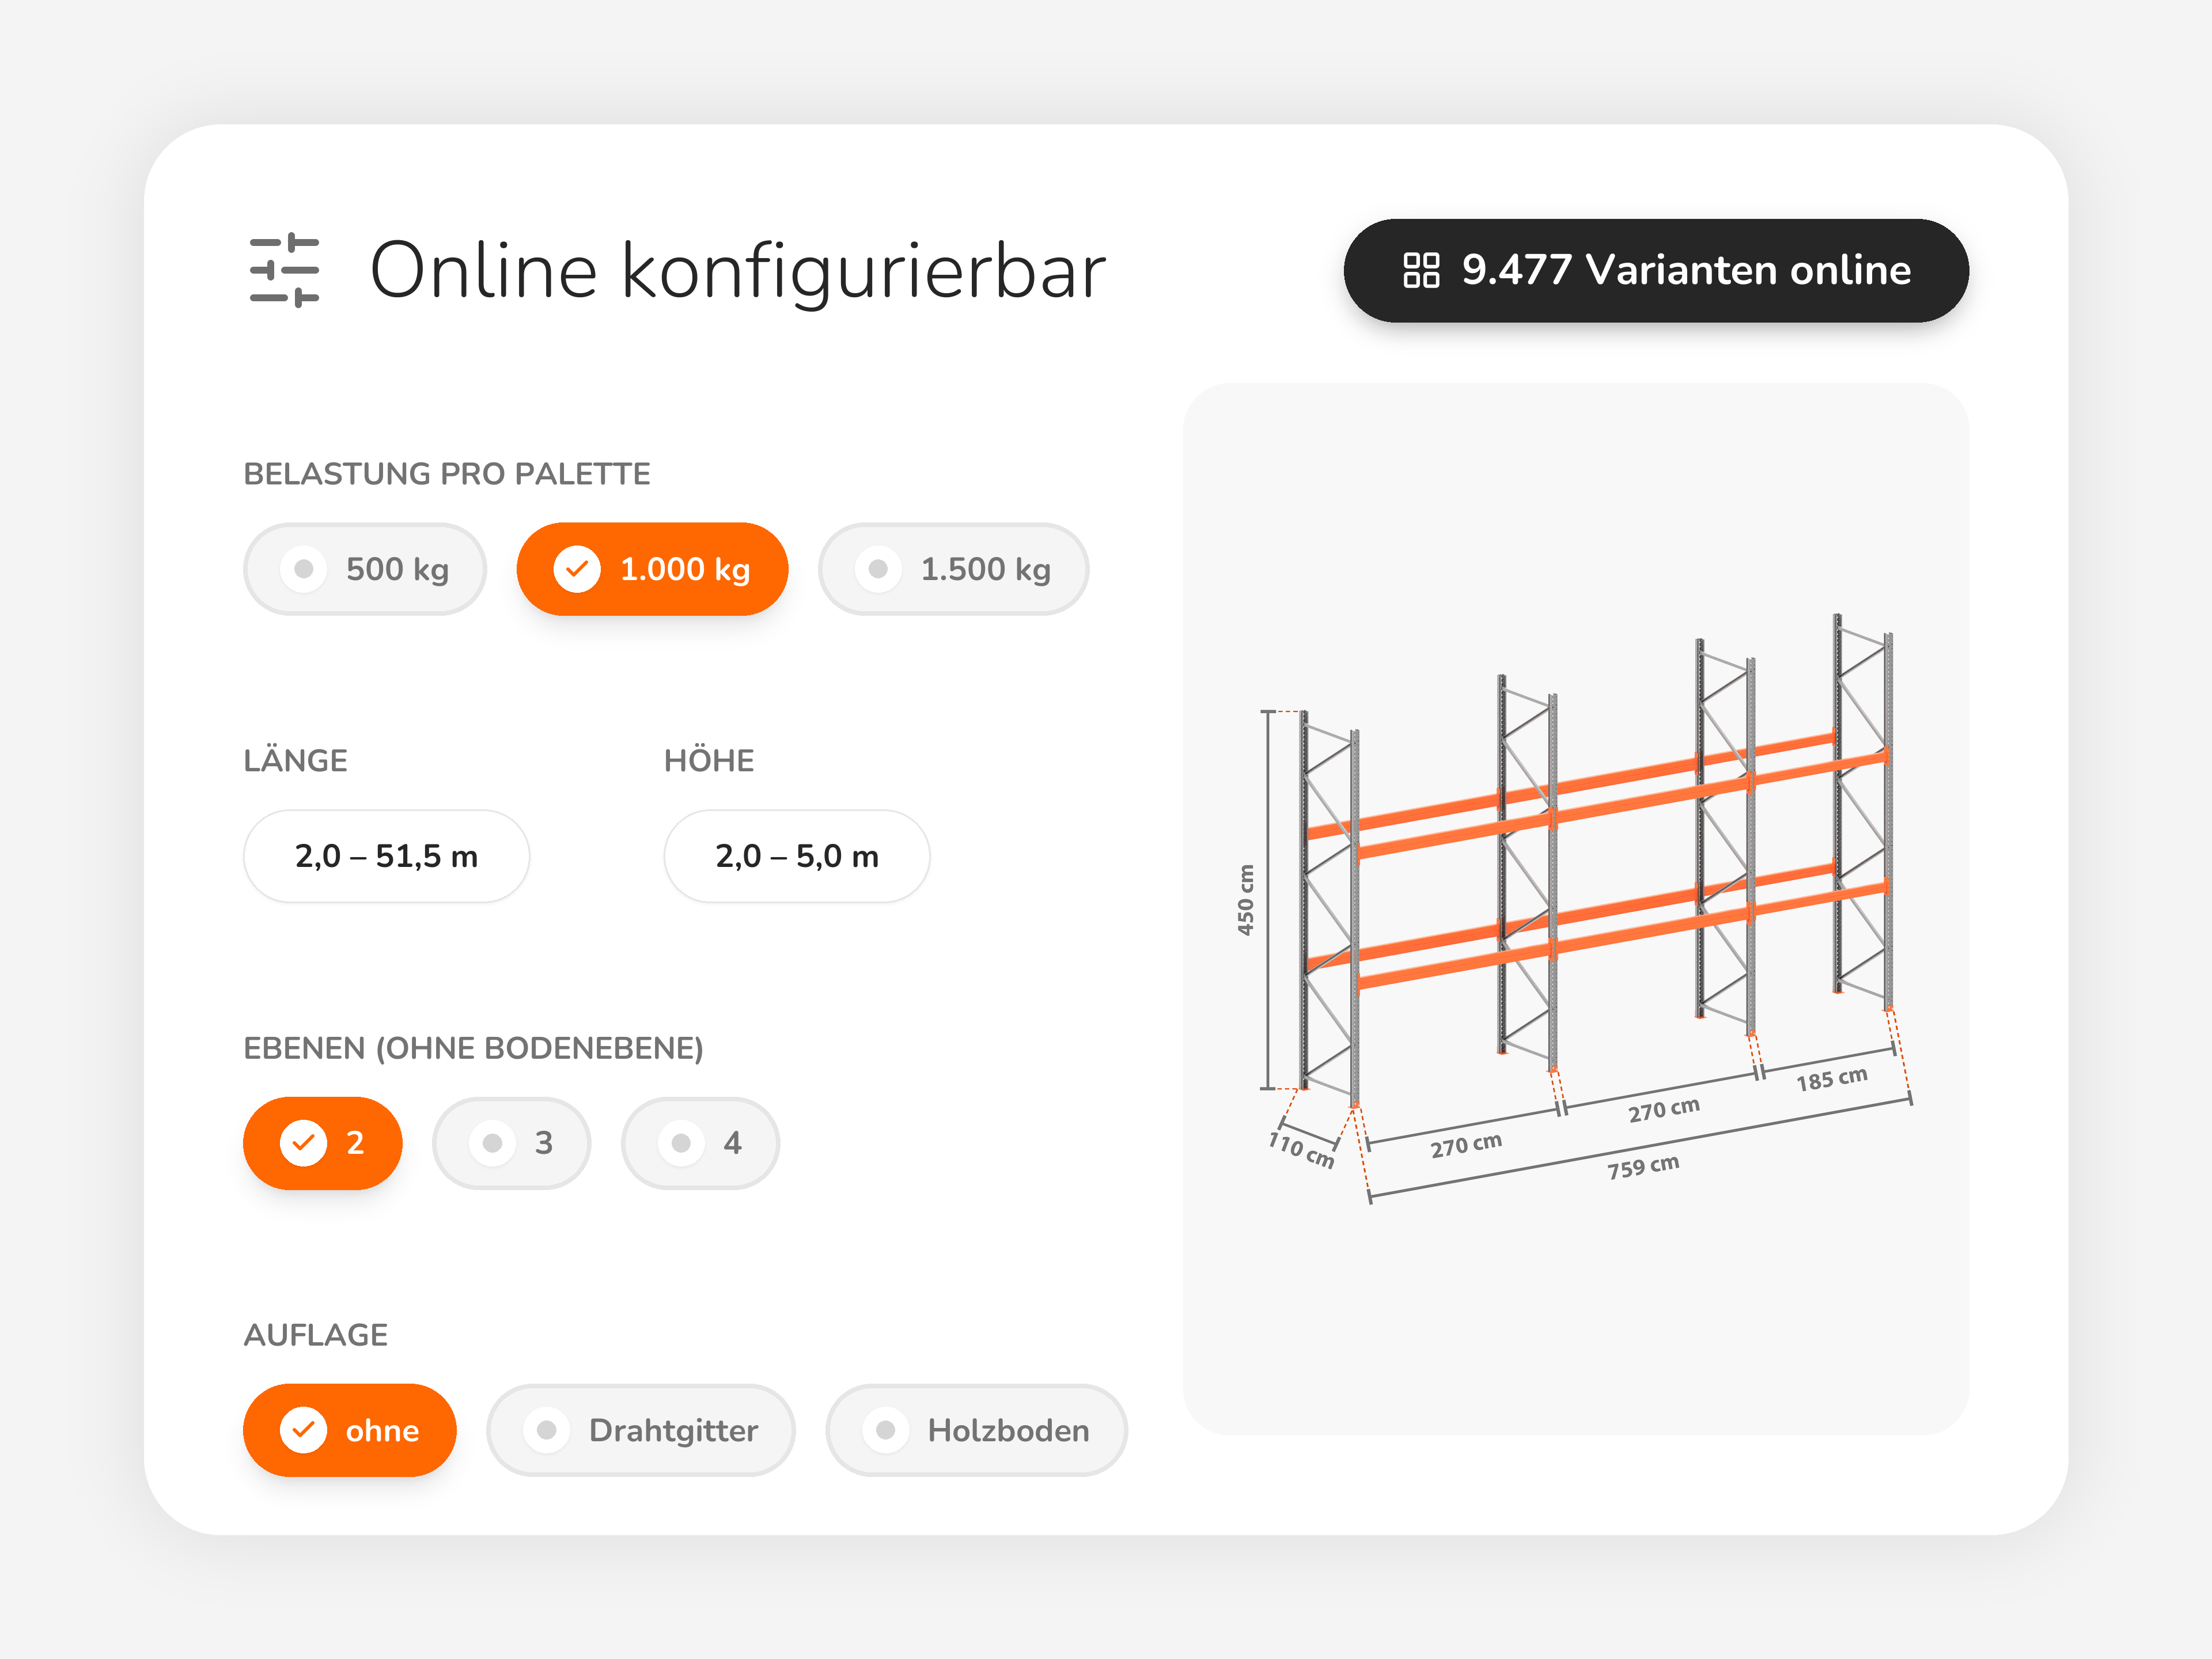 Online konfigurierbar
9.477 Varianten online
BELASTUNG PRO PALETTE
500 kg
1.000 kg
1.500 kg
LÄNGE
HÖHE
2,0 – 51,5 m
2,0 – 5,0 m
EBENEN (OHNE BODENEBENE)
2
3
4
AUFLAGE
ohne
Drahtgitter
Holzboden
450 cm
110 cm
270 cm
270 cm
185 cm
759 cm